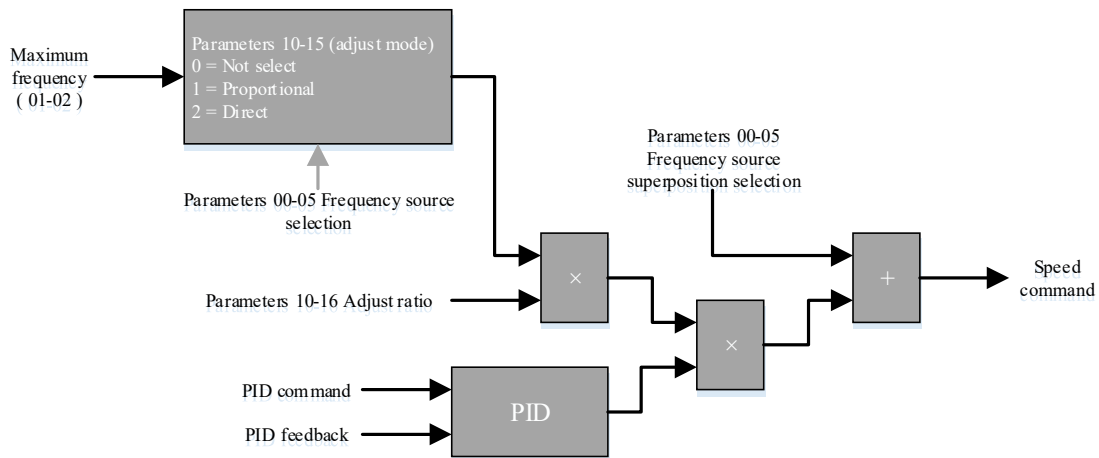 Parameters 10-15 (adjust mode)
0 = Not select
1 = Proportional
2 = Direct
Maximum
frequency
( 01-02 )
Parameters 00-05 Frequency source
selection
Parameters 00-05
Frequency source
superposition selection
×
Parameters 10-16 Adjust ratio
+
Speed
command
×
PID command
PID feedback
PID